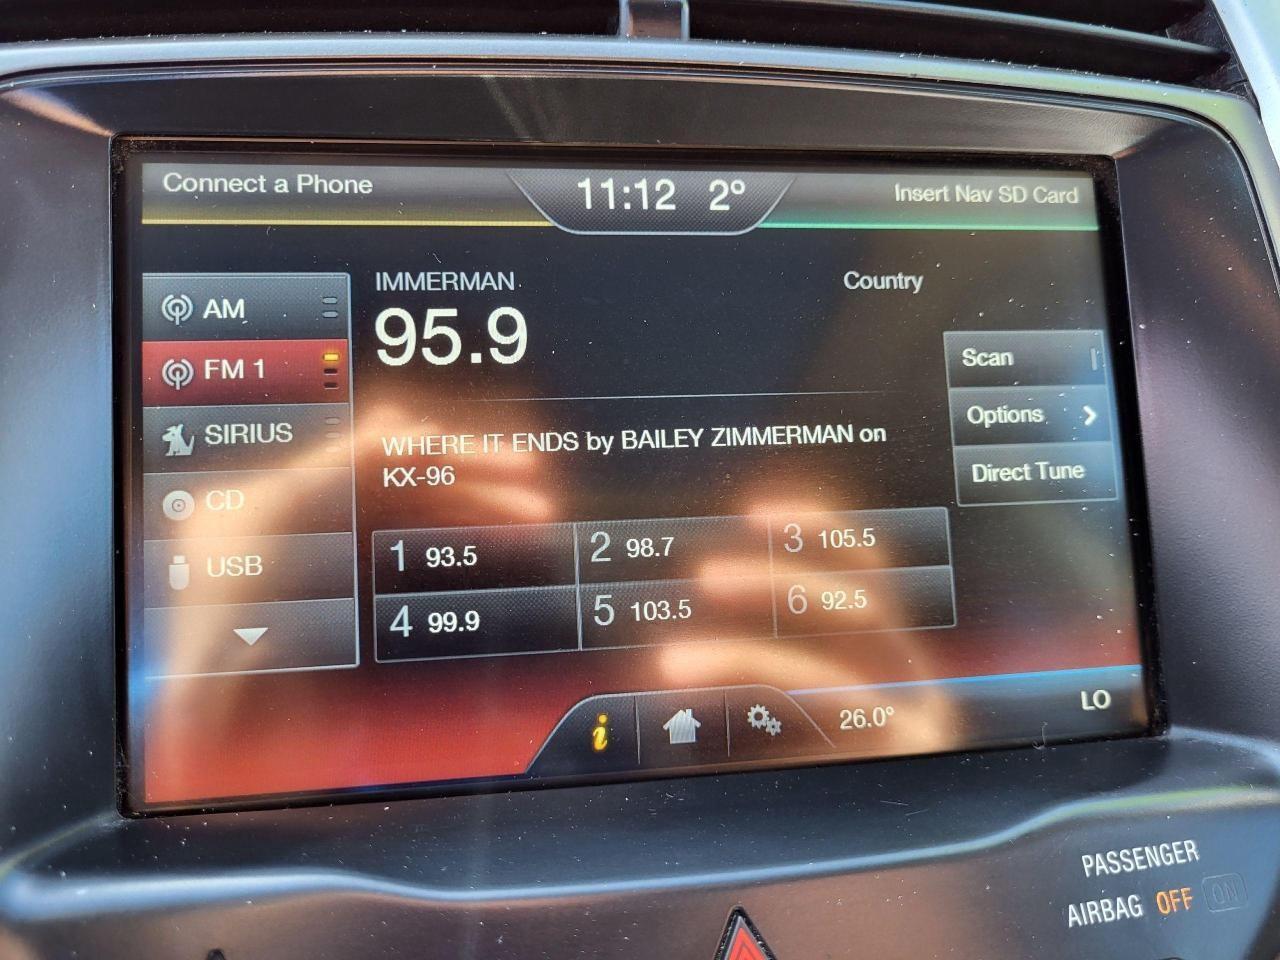 Connect a Phone
11:12 2°
Insert Nav SD Card
AM
FM 1
SIRIUS
CD
USB
IMMERMAN
Country
95.9
WHERE IT ENDS by BAILEY ZIMMERMAN on
KX-96
Scan
Options
Direct Tune
1 93.5
2 98.7
3 105.5
4 99.9
5 103.5
6 92.5
i
26.0°
LO
PASSENGER
AIRBAG OFF ON